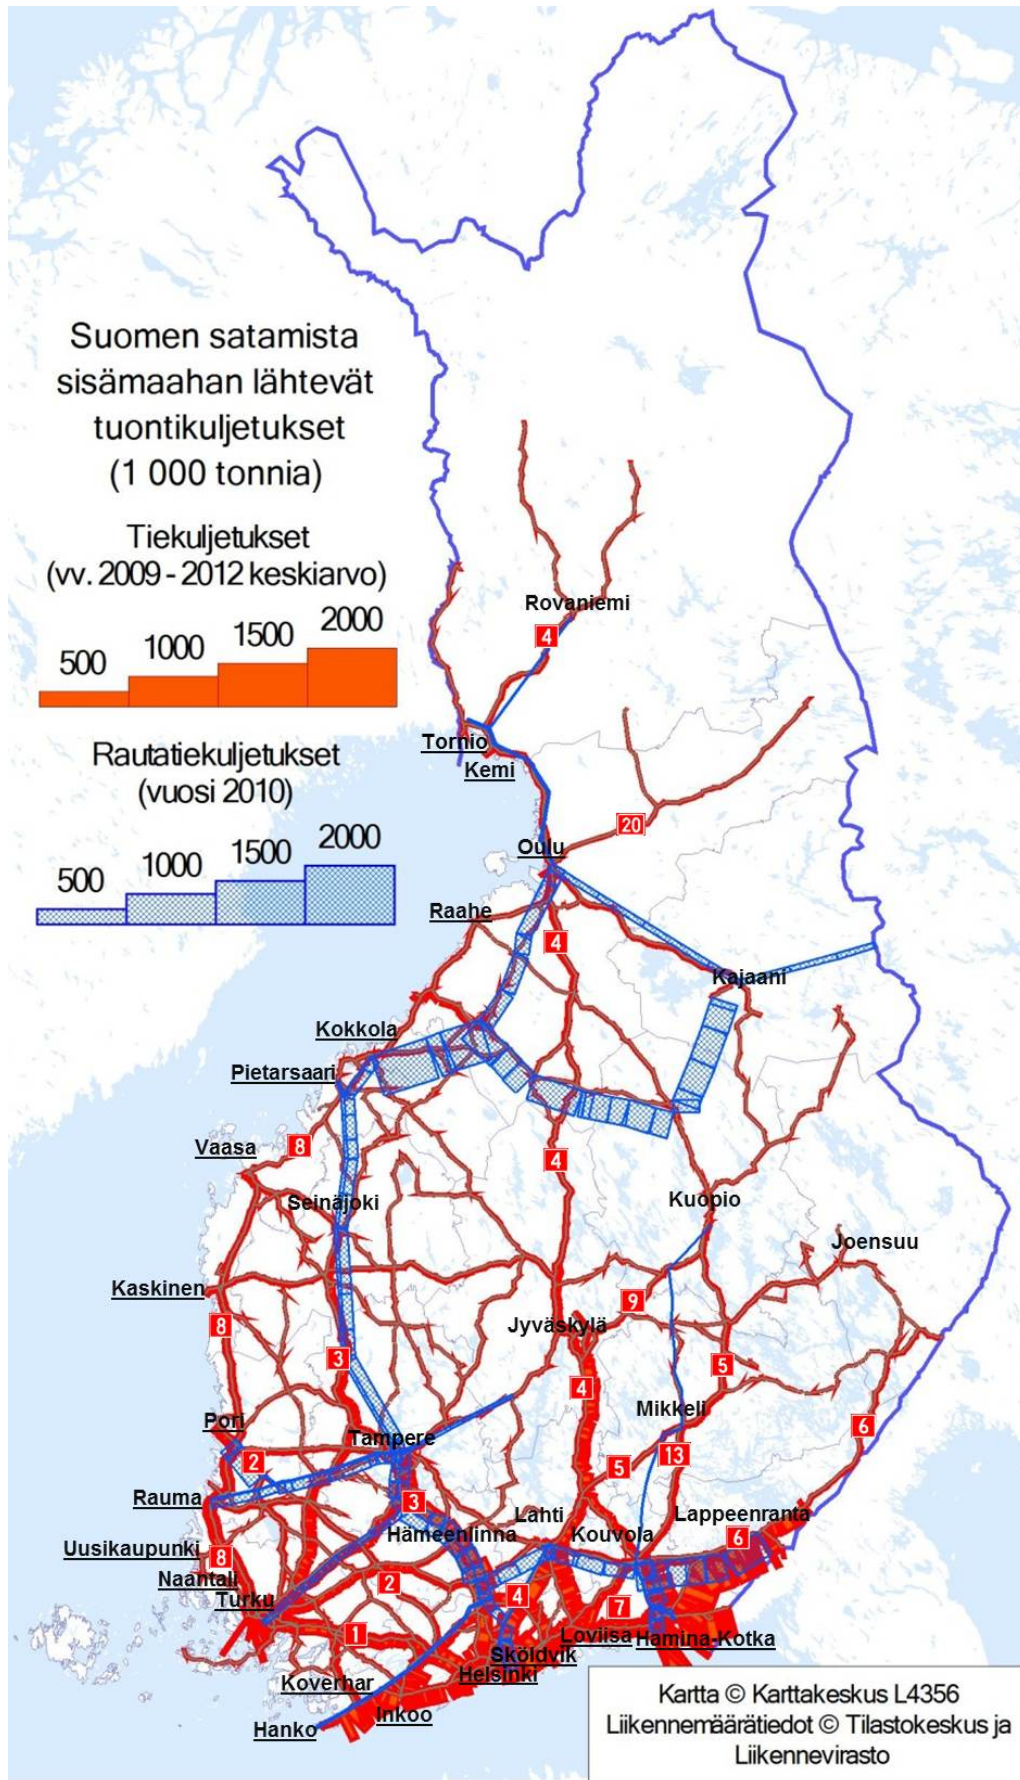 Suomen satamista
sisämaahan lähtevät
tuontikuljetukset
(1 000 tonnia)
Tiekuljetukset
(vv. 2009 - 2012 keskiarvo)
500 1000 1500 2000
Rautatiekuljetukset
(vuosi 2010)
500 1000 1500 2000
Rovaniemi
4
Tornio
Kemi
20
Oulu
Raahe
4
Kajaani
Kokkola
Pietarsaari
Vaasa
8
4
Seinäjoki
Kuopio
Joensuu
Kaskinen
9
8
Jyväskylä
3
5
4
Mikkeli
Pori
6
Tampere
2
13
5
Rauma
3
Lahti
Lappeenranta
Hämeenlinna
Kouvola
6
Uusikaupunki
8
Naantali
2
Turku
4
7
1
Loviisa
Hamina-Kotka
Sköldvik
Helsinki
Koverhar
Inkoo
Hanko
Kartta © Karttakeskus L4356
Liikennemäärätiedot © Tilastokeskus ja
Liikennevirasto